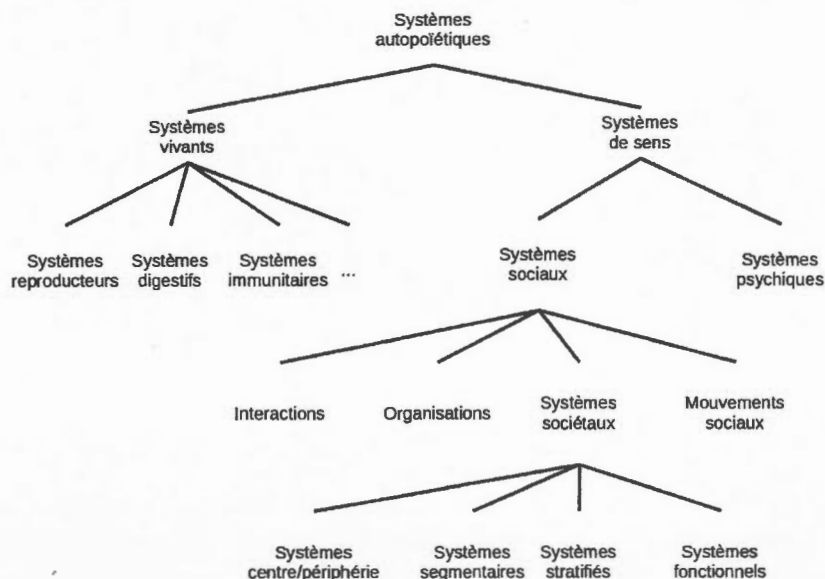 Systèmes
autopoïétiques
Systèmes
vivants
Systèmes
de sens
Systèmes
reproducteurs
Systèmes
digestifs
Systèmes
immunitaires
...
Systèmes
sociaux
Systèmes
psychiques
Interactions
Organisations
Systèmes
sociétaux
Mouvements
sociaux
Systèmes
centre/périphérie
Systèmes
segmentaires
Systèmes
stratifiés
Systèmes
fonctionnels